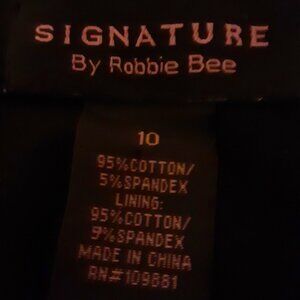 SIGNATURE
By Robbie Bee
10
95%COTTON/
5%SPANDEX
LINING:
95%COTTON/
9%SPANDEX
MADE IN CHINA
RN#109881